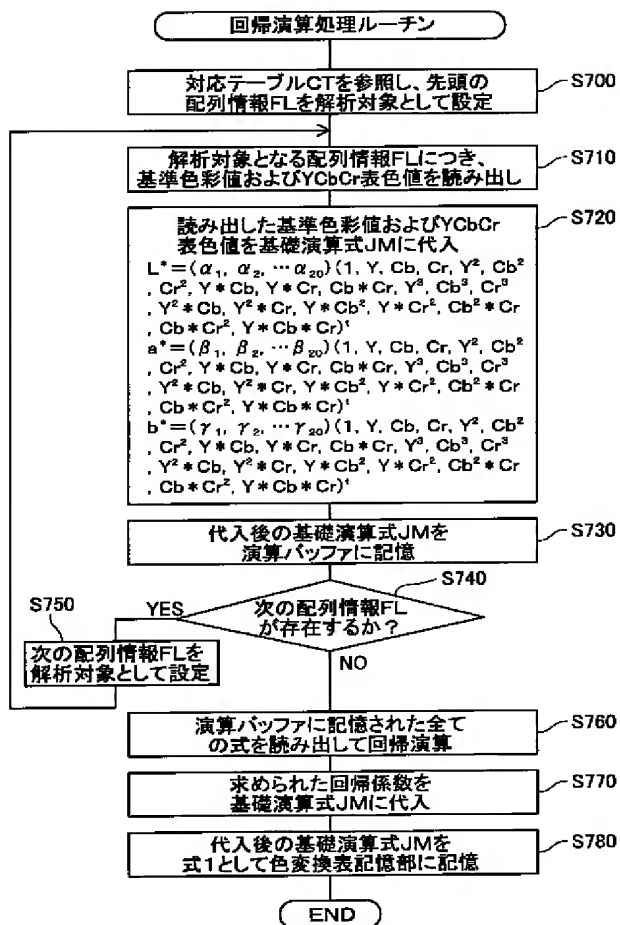 回帰演算処理ルーチン
対応テーブルCTを参照し、先頭の
配列情報FLを解析対象として設定
S700
解析対象となる配列情報FLにつき、
基準色彩値およびYCbCr表色値を読み出し
S710
読み出した基準色彩値およびYCbCr
表色値を基礎演算式JMに代入
S720
L*=(α₁, α₂, …α₂₀)(1, Y, Cb, Cr, Y², Cb²
, Cr², Y*Cb, Y*Cr, Cb*Cr, Y³, Cb³, Cr³
, Y²*Cb, Y²*Cr, Y*Cb², Y*Cr², Cb²*Cr
, Cb*Cr², Y*Cb*Cr)ᵗ
a*=(β₁, β₂, …β₂₀)(1, Y, Cb, Cr, Y², Cb²
, Cr², Y*Cb, Y*Cr, Cb*Cr, Y³, Cb³, Cr³
, Y²*Cb, Y²*Cr, Y*Cb², Y*Cr², Cb²*Cr
, Cb*Cr², Y*Cb*Cr)ᵗ
b*=(γ₁, γ₂, …γ₂₀)(1, Y, Cb, Cr, Y², Cb²
, Cr², Y*Cb, Y*Cr, Cb*Cr, Y³, Cb³, Cr³
, Y²*Cb, Y²*Cr, Y*Cb², Y*Cr², Cb²*Cr
, Cb*Cr², Y*Cb*Cr)ᵗ
代入後の基礎演算式JMを
演算バッファに記憶
S730
S740
次の配列情報FL
が存在するか?
YES
NO
S750
次の配列情報FLを
解析対象として設定
演算バッファに記憶された全て
の式を読み出して回帰演算
S760
求められた回帰係数を
基礎演算式JMに代入
S770
代入後の基礎演算式JMを
式1として色変換表記憶部に記憶
S780
END